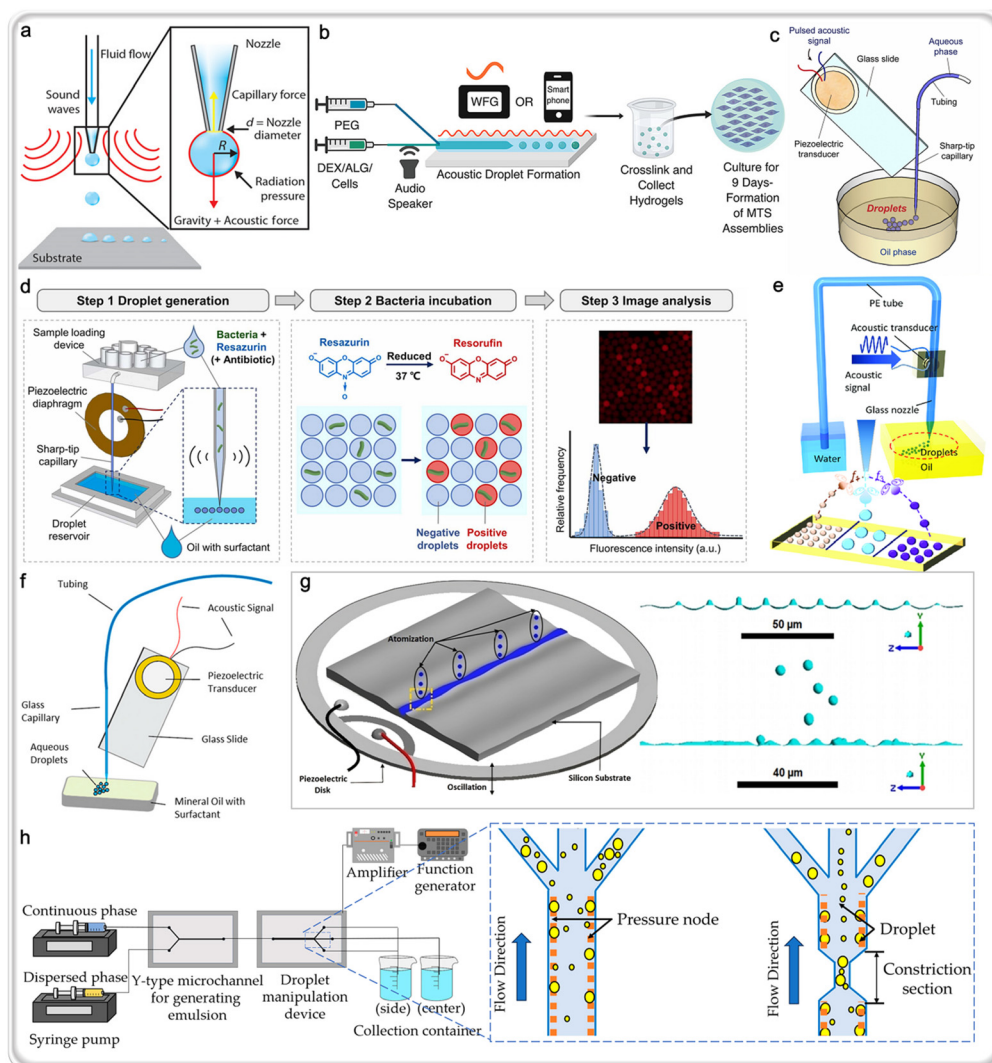 a
Fluid flow
Sound
waves
Nozzle
Capillary force
d = Nozzle
diameter
R
Radiation
pressure
Gravity + Acoustic force
Substrate
b
WFG
OR
Smart
phone
PEG
DEX/ALG/
Cells
Audio
Speaker
Acoustic Droplet Formation
Crosslink and
Collect
Hydrogels
Culture for
9 Days-
Formation
of MTS
Assemblies
c
Pulsed acoustic
signal
Aqueous
phase
Glass slide
Tubing
Piezoelectric
transducer
Sharp-tip
capillary
Droplets
Oil phase
d
Step 1 Droplet generation
Step 2 Bacteria incubation
Step 3 Image analysis
Sample loading
device
Bacteria +
Resazurin
(+ Antibiotic)
Piezoelectric
diaphragm
Sharp-tip
capillary
Droplet
reservoir
Oil with surfactant
Resazurin
Reduced
37 ℃
Resorufin
Negative
droplets
Positive
droplets
Relative frequency
Negative
Positive
Fluorescence intensity (a.u.)
e
PE tube
Acoustic transducer
Acoustic
signal
Glass nozzle
Water
Droplets
Oil
f
Tubing
Acoustic Signal
Piezoelectric
Transducer
Glass
Capillary
Glass Slide
Aqueous
Droplets
Mineral Oil with
Surfactant
g
Atomization
Piezoelectric
Disk
Oscillation
Silicon Substrate
50 µm
Y
Z
40 µm
Y
Z
h
Amplifier
Function
generator
Continuous phase
Dispersed phase
Syringe pump
Y-type microchannel
for generating
emulsion
Droplet
manipulation
device
(side)
(center)
Collection container
Flow Direction
Pressure node
Flow Direction
Droplet
Constriction
section